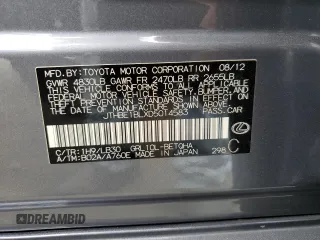 MFD. BY: TOYOTA MOTOR CORPORATION 08/12
GVWR 4830LB GAWR FR 2470LB RR 2655LB
THIS VEHICLE CONFORMS TO ALL APPLICABLE FEDERAL MOTOR VEHICLE SAFETY, BUMPER, AND THEFT PREVENTION STANDARDS IN EFFECT ON
THE DATE OF MANUFACTURE SHOWN ABOVE.
JTHBE1BLXD5014583 PASS.CAR
C/TR: 1H9/LB30 GRL10L-BETQHA
A/TM: B02A/A760E MADE IN JAPAN 298 C
© DREAMBID